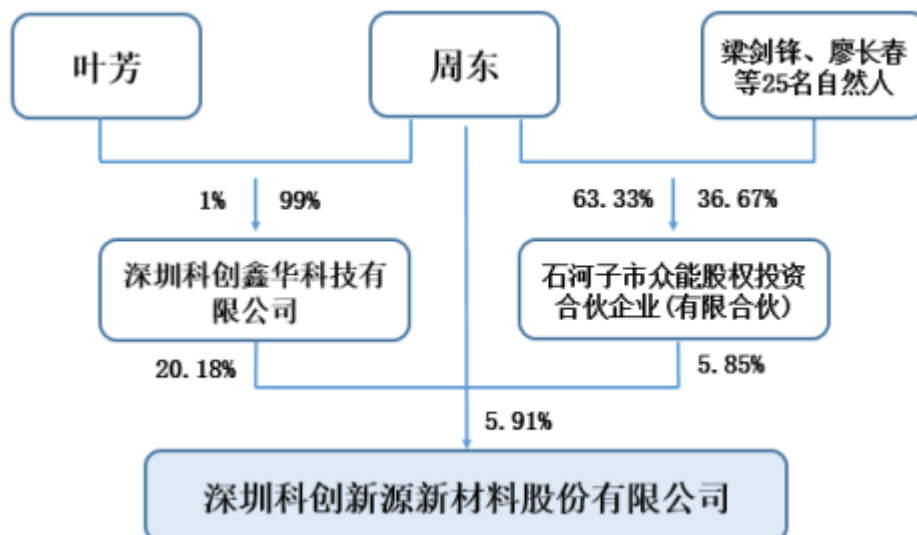 叶芳
周东
梁剑锋、廖长春
等25名自然人
1%
99%
63.33%
36.67%
深圳科创鑫华科技有
限公司
石河子市众能股权投资
合伙企业(有限合伙)
20.18%
5.85%
5.91%
深圳科创新源新材料股份有限公司